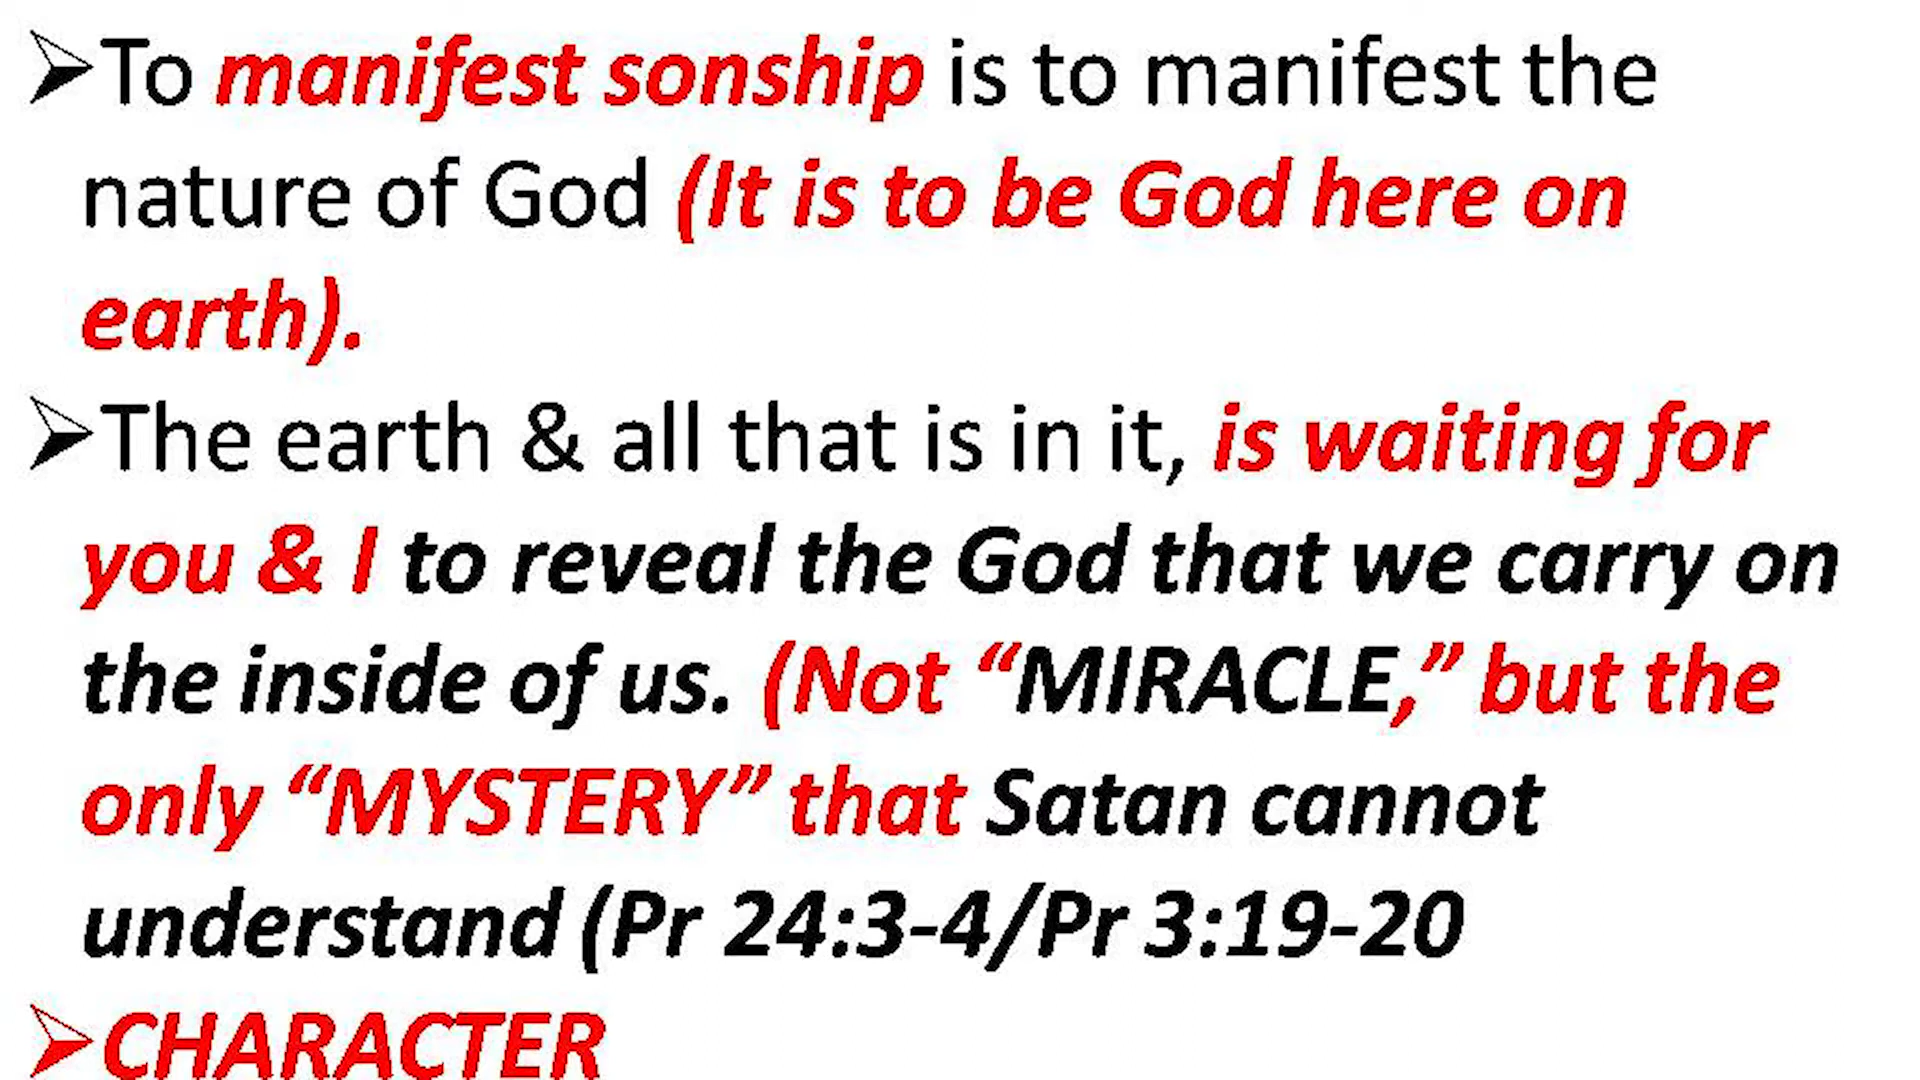 ➢To manifest sonship is to manifest the
nature of God (It is to be God here on
earth).
➢The earth & all that is in it, is waiting for
you & I to reveal the God that we carry on
the inside of us. (Not “MIRACLE,” but the
only “MYSTERY” that Satan cannot
understand (Pr 24:3-4/Pr 3:19-20
➢CHARACTER